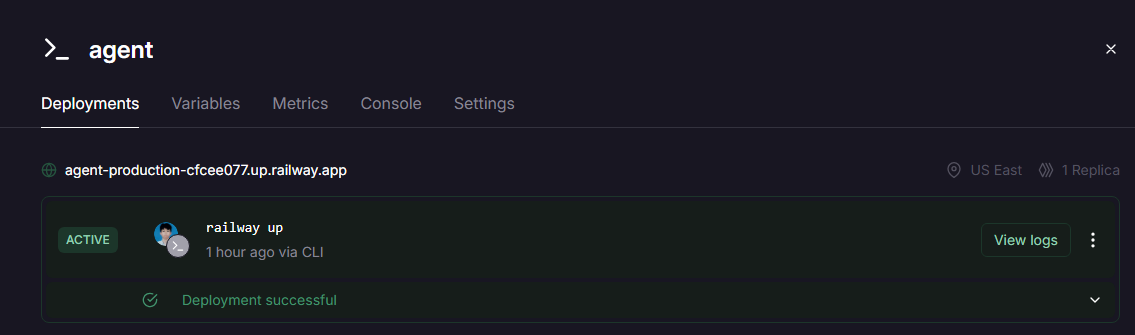 agent
Deployments Variables Metrics Console Settings
agent-production-cfcee077.up.railway.app US East 1 Replica
ACTIVE railway up View logs
1 hour ago via CLI
Deployment successful